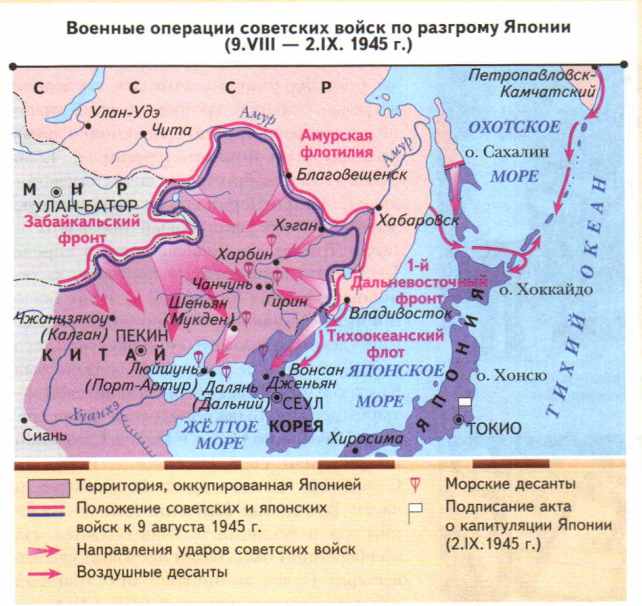 Военные операции советских войск по разгрому Японии
(9.VIII — 2.IX. 1945 г.)
С С С Р
Петропавловск-
Камчатский
Улан-Удэ
Чита
Амур
Амурская
флотилия
Амур
ОХОТСКОЕ
о. Сахалин
МОРЕ
Благовещенск
М Н Р
УЛАН-БАТОР
Забайкальский
фронт
Хэган
Хабаровск
Харбин
Чанчунь
Гирин
1-й
Дальневосточный
фронт
о. Хоккайдо
Шеньян
(Мукден)
Владивосток
Чжанцзякоу
(Калган)
ПЕКИН
Тихоокеанский
флот
К И Т А Й
Люйшунь
(Порт-Артур)
Далянь
(Дальний)
Вонсан
Дженьян
ЯПОНСКОЕ
МОРЕ
о. Хонсю
ЯПОНИЯ
ТИХИЙ ОКЕАН
Хуанхэ
СЕУЛ
КОРЕЯ
ТОКИО
Сиань
ЖЁЛТОЕ
МОРЕ
Хиросима
Территория, оккупированная Японией
Положение советских и японских
войск к 9 августа 1945 г.
Направления ударов советских войск
Воздушные десанты
Морские десанты
Подписание акта
о капитуляции Японии
(2.IX.1945 г.)